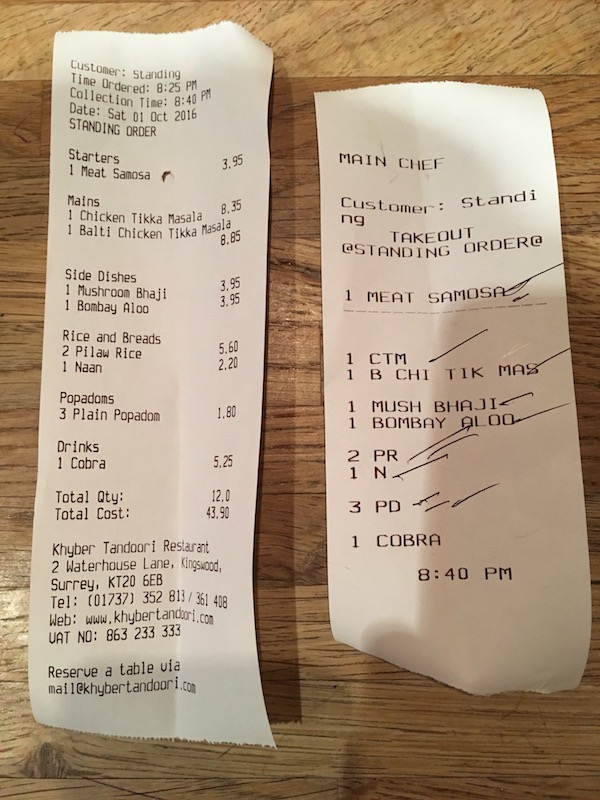 Customer: Standing
Time Ordered: 8:25 PM
Collection Time: 8:40 PM
Date: Sat 01 Oct 2016
STANDING ORDER
Starters
1 Meat Samosa 3.95
Mains
1 Chicken Tikka Masala 8.35
1 Balti Chicken Tikka Masala
8.85
Side Dishes
1 Mushroom Bhaji 3.95
1 Bombay Aloo 3.95
Rice and Breads
2 Pilaw Rice 5.60
1 Naan 2.20
Popadoms
3 Plain Popadom 1.80
Drinks
1 Cobra 5.25
Total Qty: 12.0
Total Cost: 43.90
Khyber Tandoori Restaurant
2 Waterhouse Lane, Kingswood,
Surrey, KT20 6EB
Tel: (01737) 352 813 / 361 408
Web: www.khybertandoori.com
VAT NO: 863 233 333
Reserve a table via
mail@khybertandoori.com
MAIN CHEF
Customer: Standi
ng
TAKEOUT
@STANDING ORDER@
1 MEAT SAMOSA
1 CTM
1 B CHI TIK MAS
1 MUSH BHAJI
1 BOMBAY ALOO
2 PR
1 N
3 PD
1 COBRA
8:40 PM